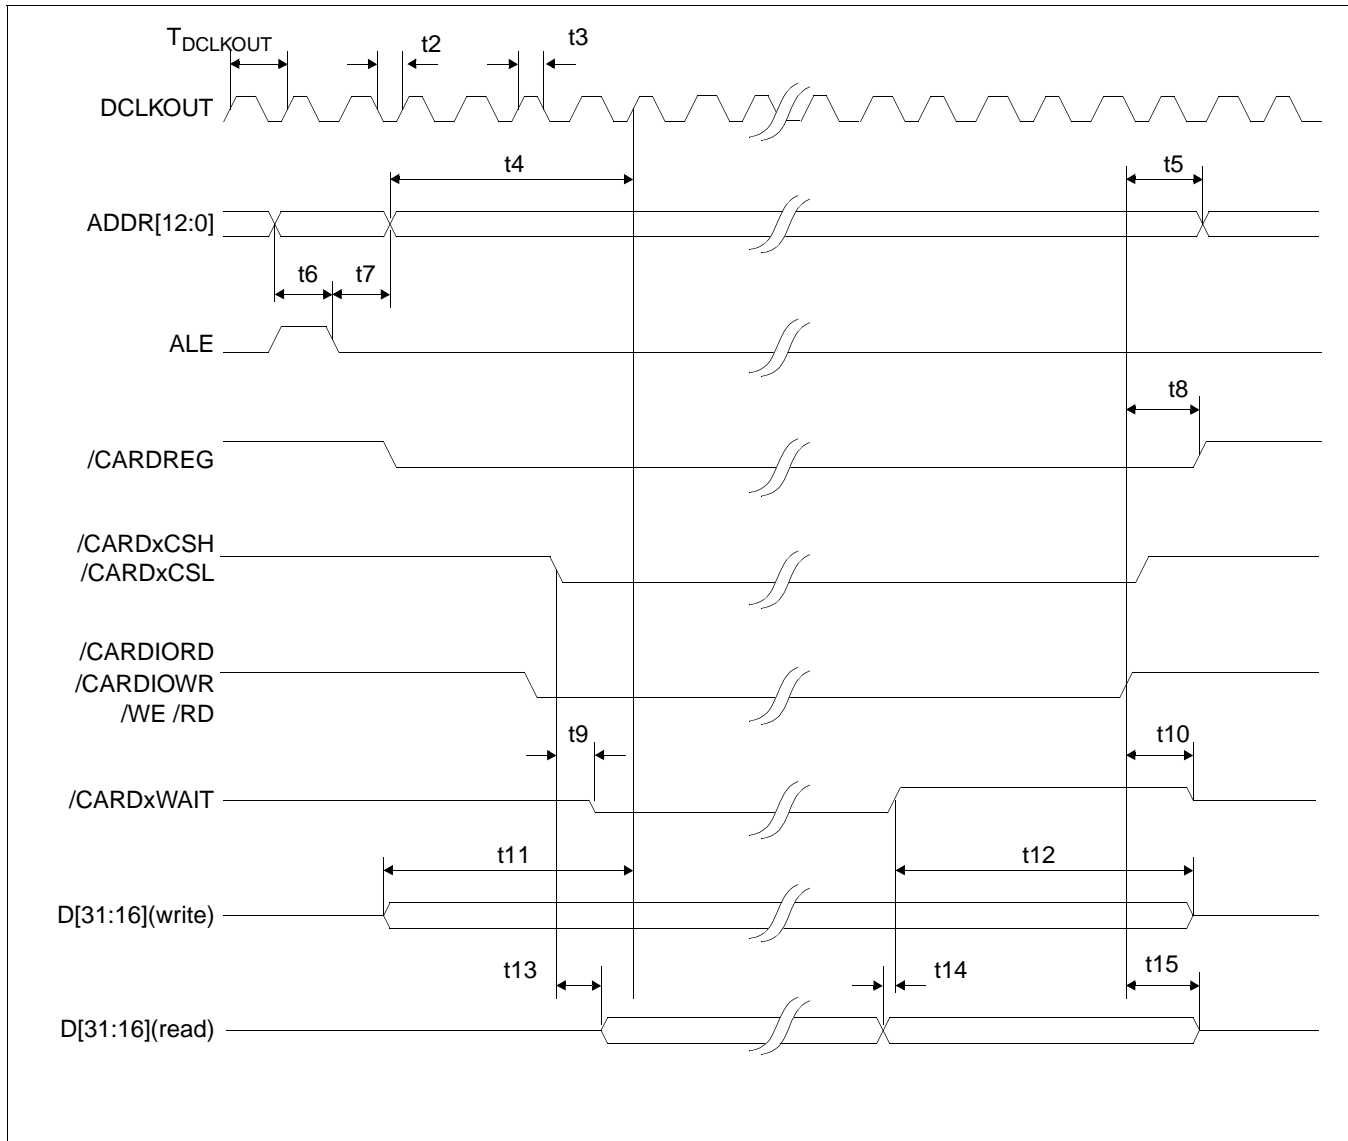 TDCLKOUT
t2
t3
DCLKOUT
t4
t5
ADDR[12:0]
t6
t7
ALE
t8
/CARDREG
/CARDxCSH
/CARDxCSL
/CARDIORD
/CARDIOWR
/WE /RD
t9
t10
/CARDxWAIT
t11
t12
D[31:16](write)
t13
t14
t15
D[31:16](read)